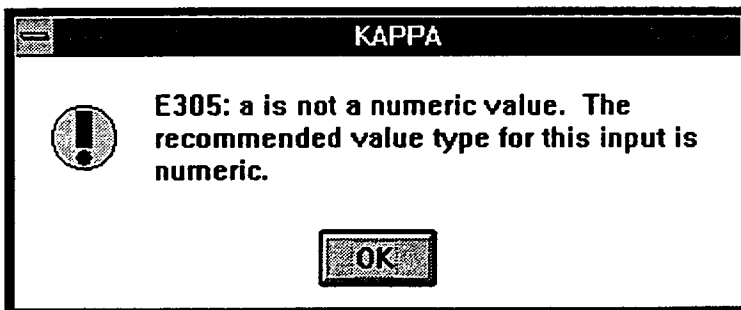 KAPPA
E305: a is not a numeric value.  The
recommended value type for this input is
numeric.
OK